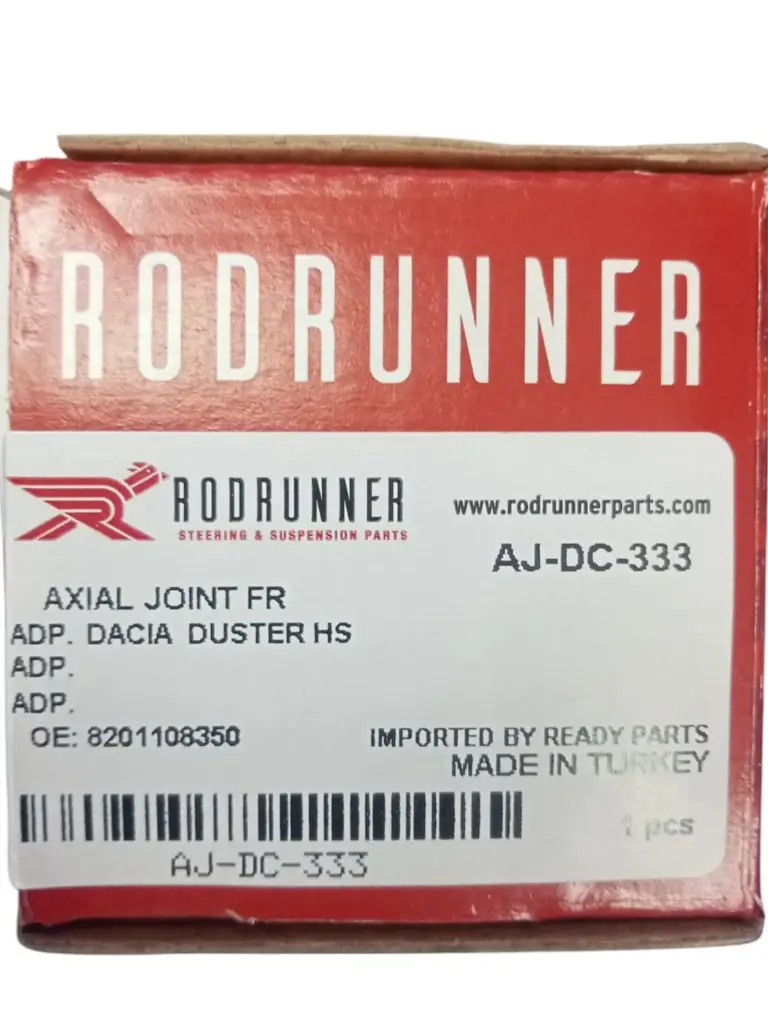 RODRUNNER
RODRUNNER
STEERING & SUSPENSION PARTS
www.rodrunnerparts.com
AJ-DC-333
AXIAL JOINT FR
ADP. DACIA DUSTER HS
ADP.
ADP.
OE: 8201108350
IMPORTED BY READY PARTS
MADE IN TURKEY
1 pcs
AJ-DC-333